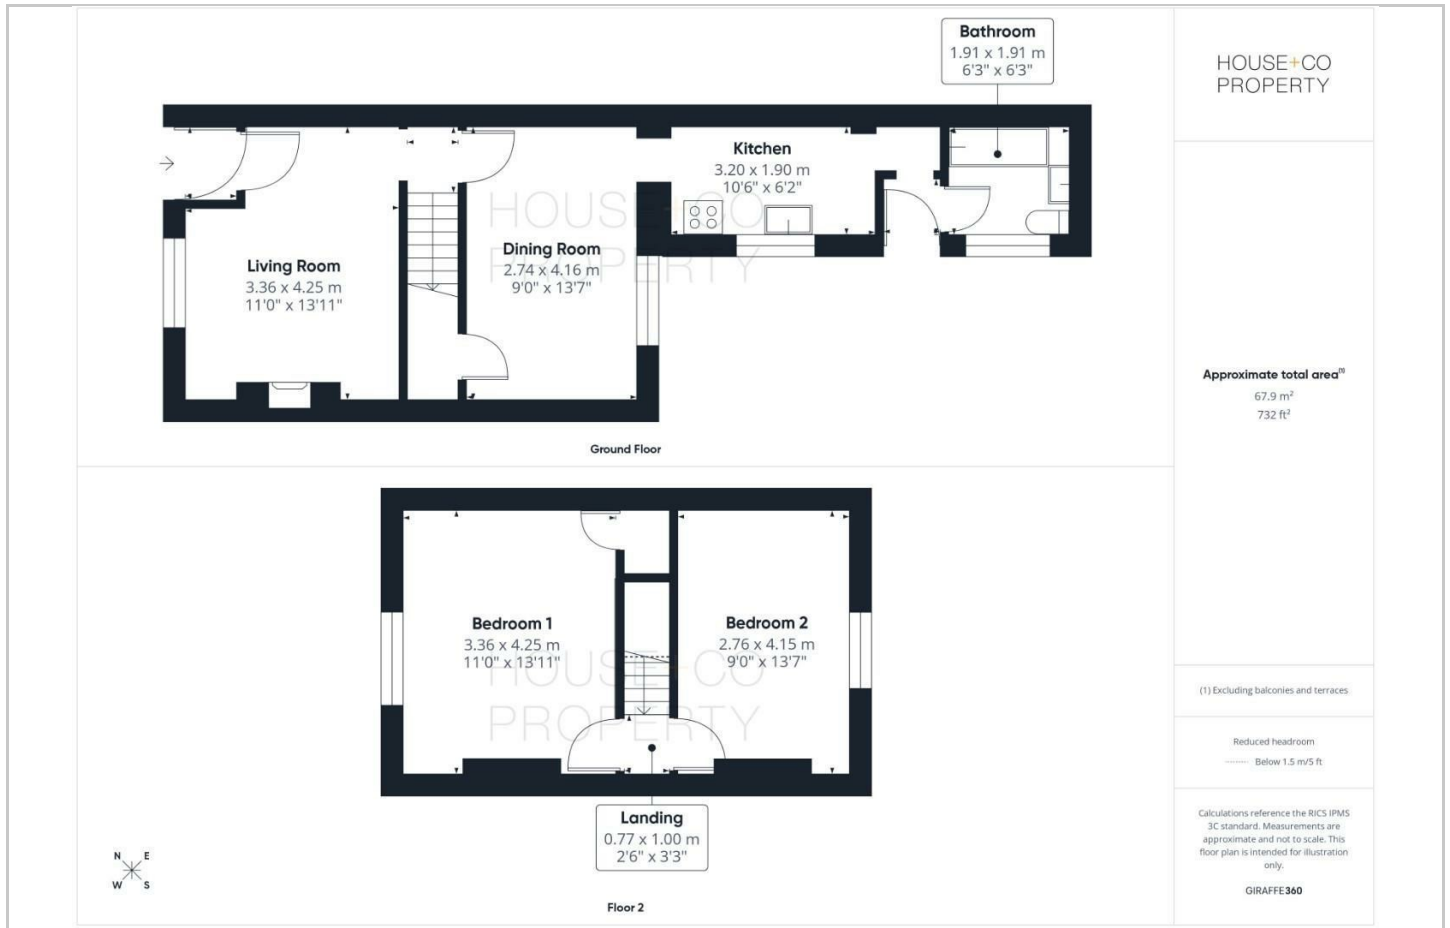 Bathroom
1.91 x 1.91 m
6'3" x 6'3"
Kitchen
3.20 x 1.90 m
10'6" x 6'2"
Dining Room
2.74 x 4.16 m
9'0" x 13'7"
Living Room
3.36 x 4.25 m
11'0" x 13'11"
HOUSE+CO
PROPERTY
Ground Floor
Bedroom 1
3.36 x 4.25 m
11'0" x 13'11"
Bedroom 2
2.76 x 4.15 m
9'0" x 13'7"
HOUSE+CO
PROPERTY
Landing
0.77 x 1.00 m
2'6" x 3'3"
N E
W S
Floor 2
HOUSE+CO
PROPERTY
Approximate total area(1)
67.9 m²
732 ft²
(1) Excluding balconies and terraces
Reduced headroom
Below 1.5 m/5 ft
Calculations reference the RICS IPMS
3C standard. Measurements are
approximate and not to scale. This
floor plan is intended for illustration
only.
GIRAFFE360